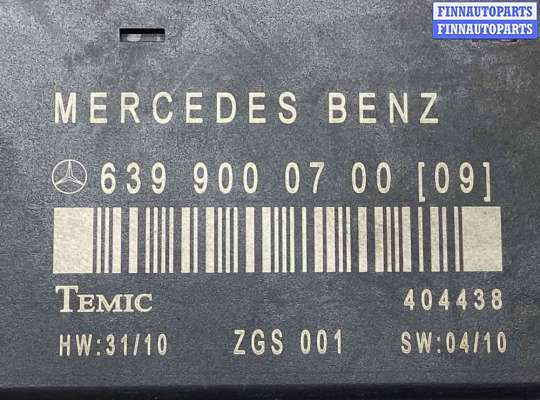 FINNAUTOPARTS
FINNAUTOPARTS
MERCEDES BENZ
639 900 07 00 [09]
TEMIC 404438
HW:31/10 ZGS 001 SW:04/10